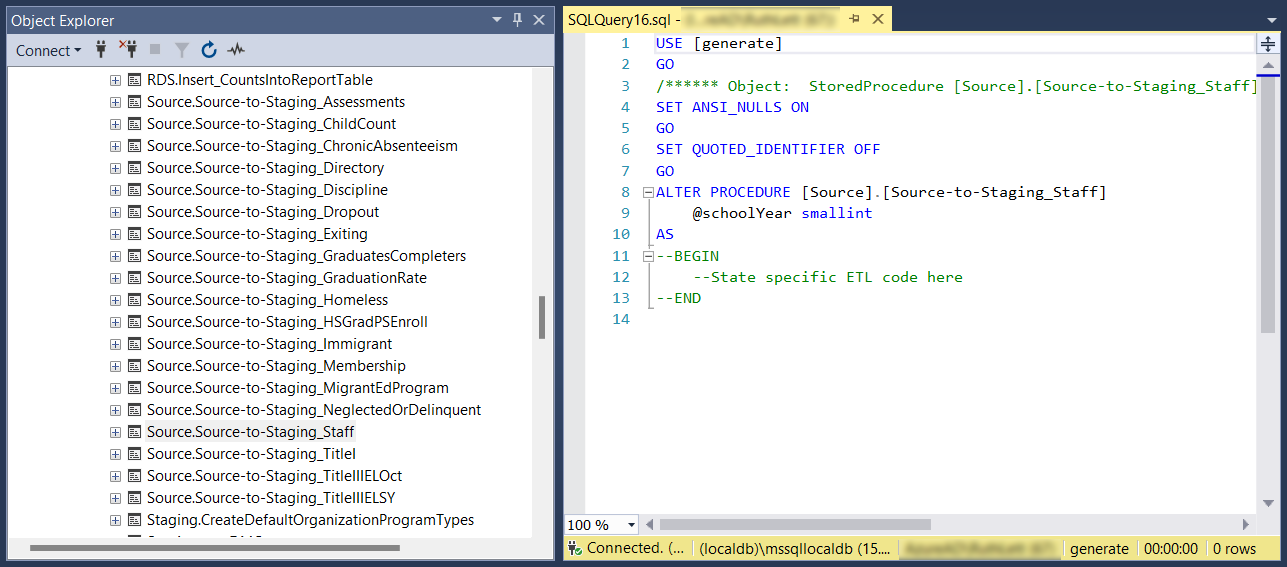 Object Explorer
Connect
RDS.Insert_CountsIntoReportTable
Source.Source-to-Staging_Assessments
Source.Source-to-Staging_ChildCount
Source.Source-to-Staging_ChronicAbsenteeism
Source.Source-to-Staging_Directory
Source.Source-to-Staging_Discipline
Source.Source-to-Staging_Dropout
Source.Source-to-Staging_Exiting
Source.Source-to-Staging_GraduatesCompleters
Source.Source-to-Staging_GraduationRate
Source.Source-to-Staging_Homeless
Source.Source-to-Staging_HSGradPSEnroll
Source.Source-to-Staging_Immigrant
Source.Source-to-Staging_Membership
Source.Source-to-Staging_MigrantEdProgram
Source.Source-to-Staging_NeglectedOrDelinquent
Source.Source-to-Staging_Staff
Source.Source-to-Staging_TitleI
Source.Source-to-Staging_TitleIIIELOct
Source.Source-to-Staging_TitleIIIELSY
Staging.CreateDefaultOrganizationProgramTypes
SQLQuery16.sql -
1 USE [generate]
2 GO
3 /****** Object:  StoredProcedure [Source].[Source-to-Staging_Staff]
4 SET ANSI_NULLS ON
5 GO
6 SET QUOTED_IDENTIFIER OFF
7 GO
8 ALTER PROCEDURE [Source].[Source-to-Staging_Staff]
9     @schoolYear smallint
10 AS
11 --BEGIN
12     --State specific ETL code here
13 --END
14
100 %
Connected. (... (localdb)\mssqllocaldb (15.... generate 00:00:00 0 rows